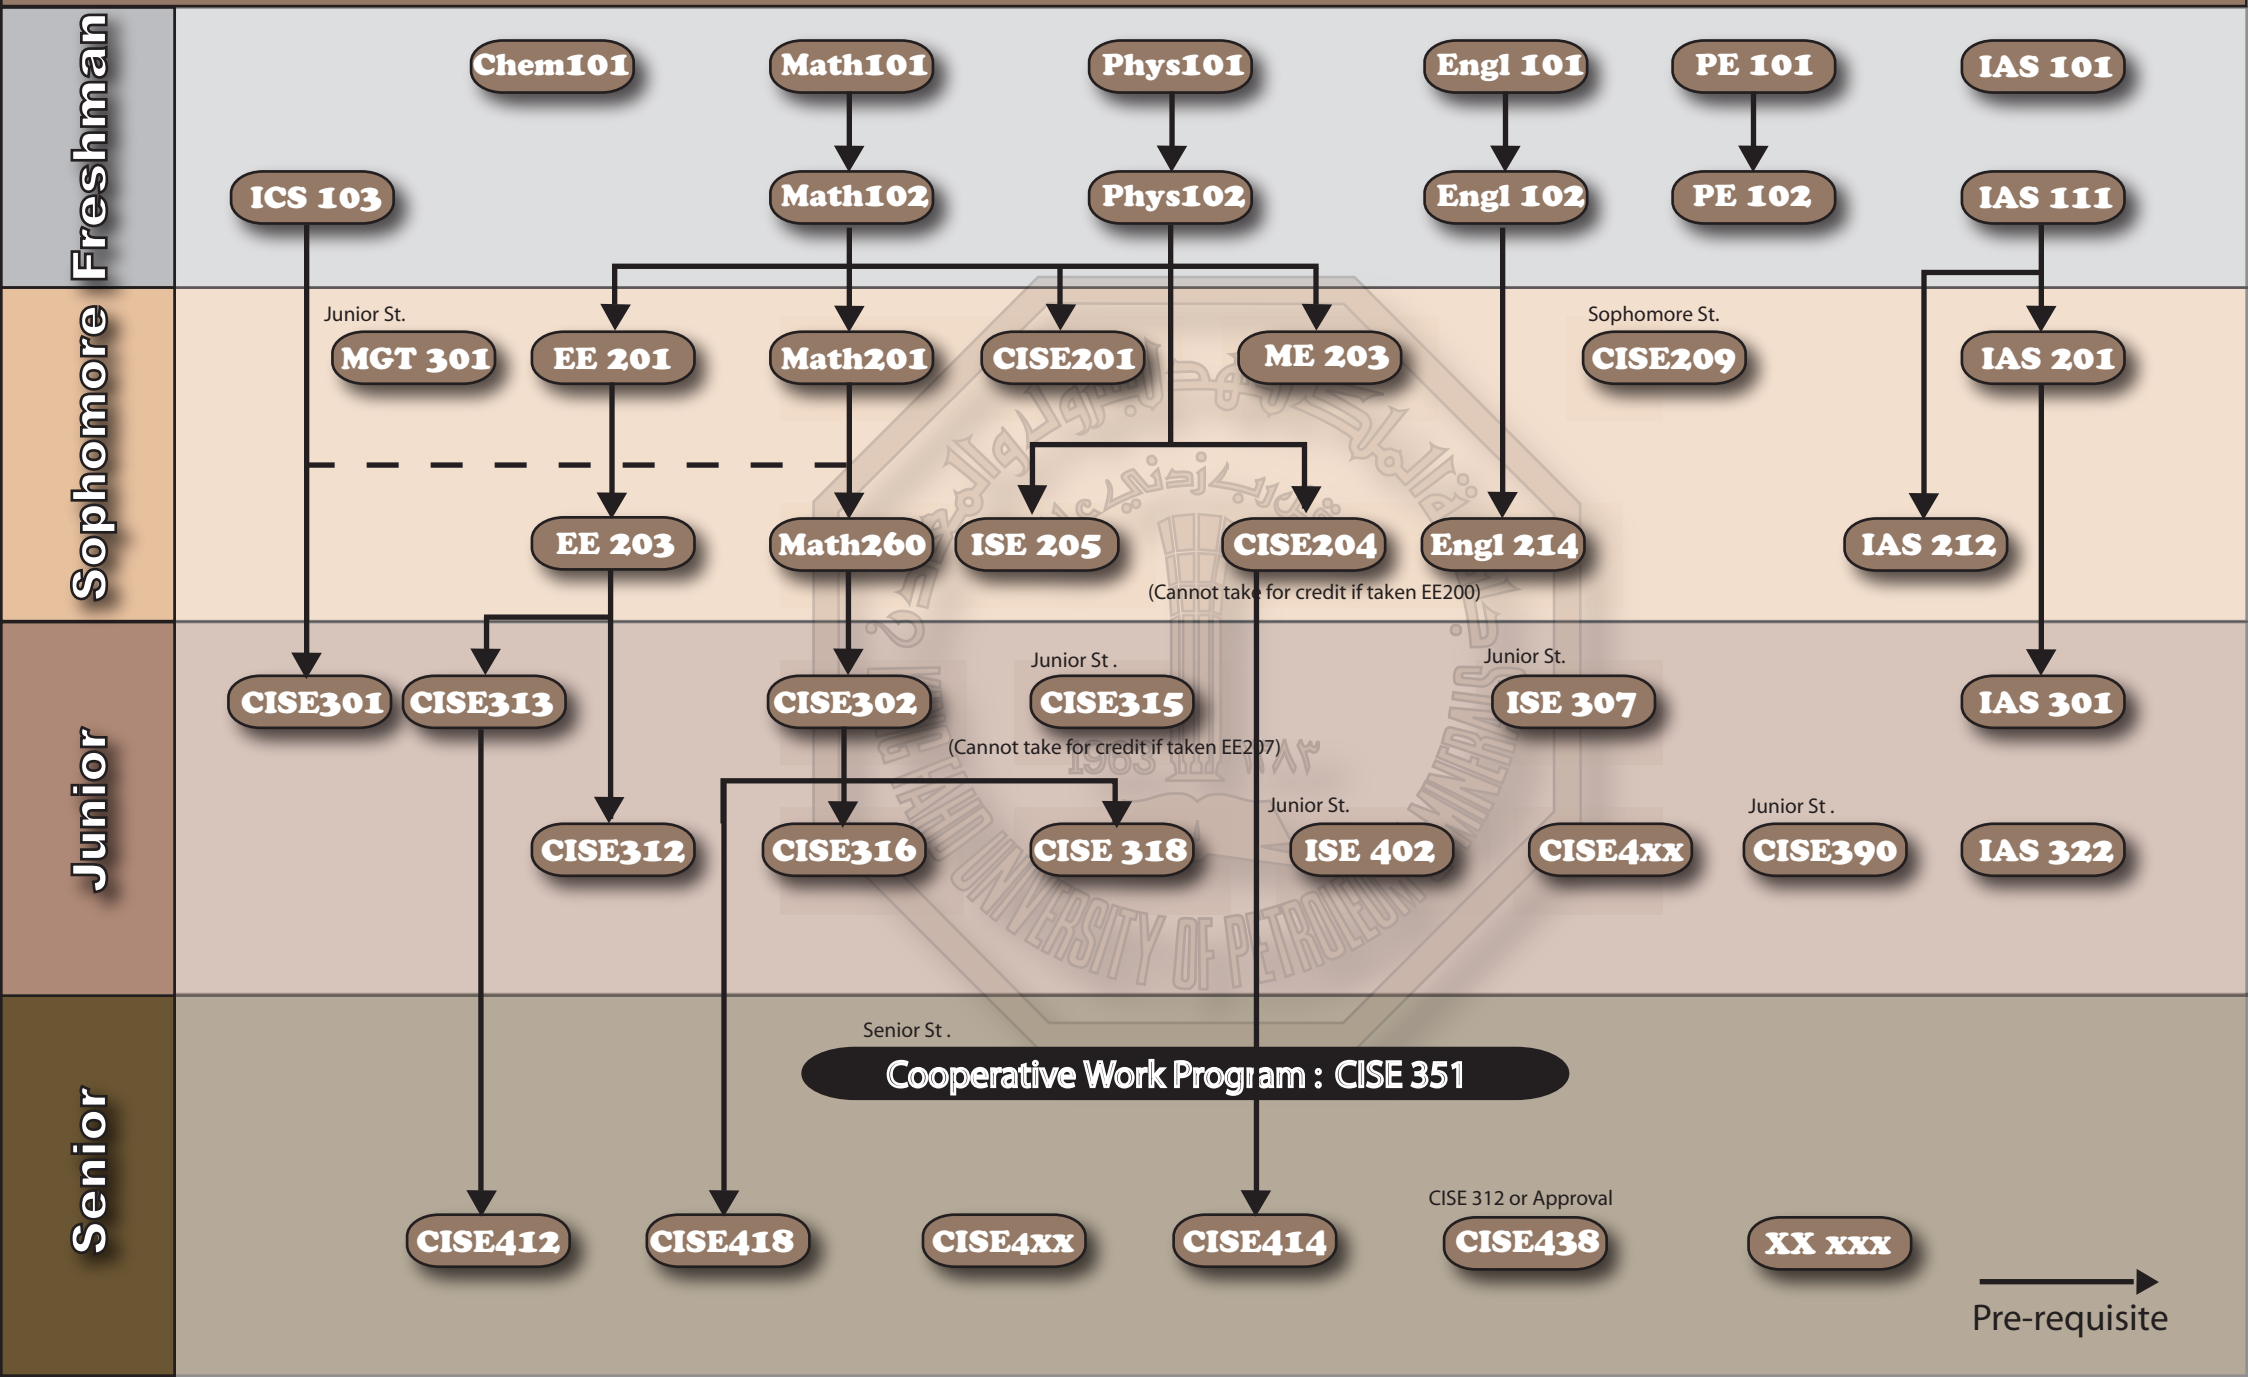 Freshman
Chem101
Math101
Phys101
Engl 101
PE 101
IAS 101
ICS 103
Math102
Phys102
Engl 102
PE 102
IAS 111
Sophomore
Junior St.
Sophomore St.
MGT 301
EE 201
Math201
CISE201
ME 203
CISE209
IAS 201
EE 203
Math260
ISE 205
CISE204
Engl 214
IAS 212
(Cannot take for credit if taken EE200)
Junior
Junior St .
Junior St.
CISE301
CISE313
CISE302
CISE315
ISE 307
IAS 301
(Cannot take for credit if taken EE207)
Junior St.
Junior St .
CISE312
CISE316
CISE 318
ISE 402
CISE4xx
CISE390
IAS 322
1963
UNIVERSITY OF PETROLEUM
MINERALS
Senior
Senior St .
Cooperative Work Program : CISE 351
CISE 312 or Approval
CISE412
CISE418
CISE4xx
CISE414
CISE438
XX xxx
Pre-requisite